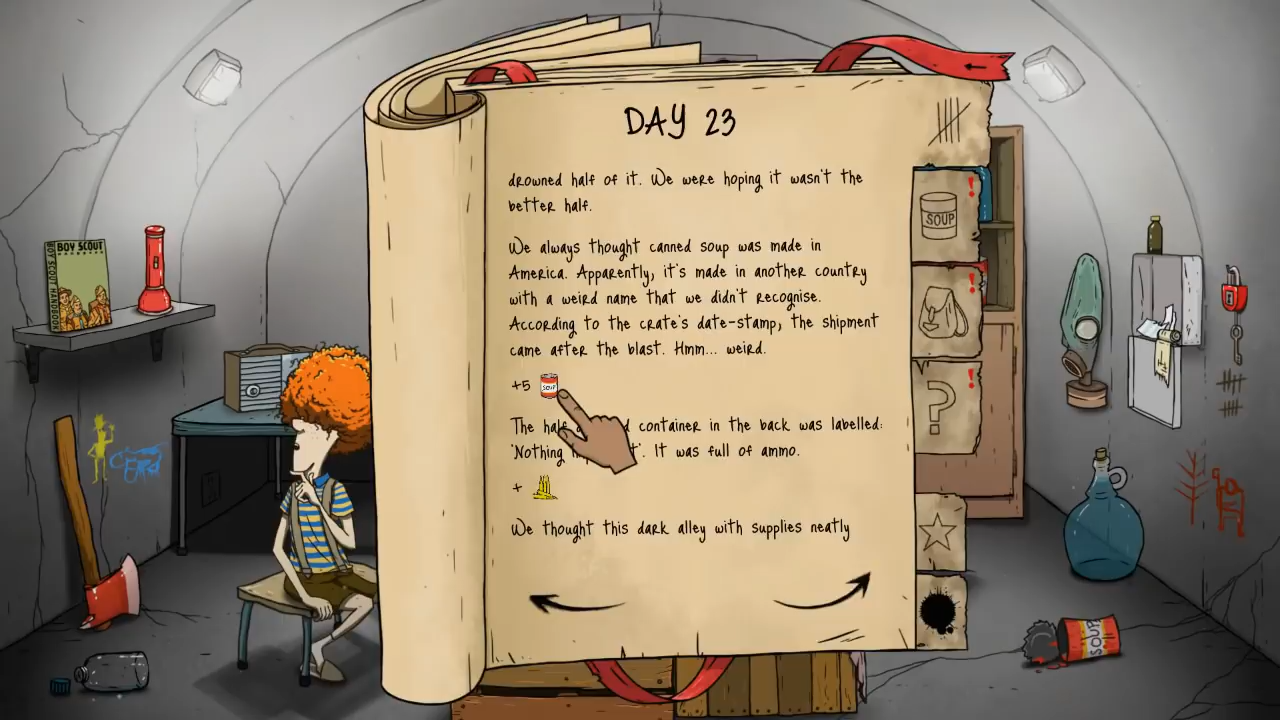 DAY 23
drowned half of it. We were hoping it wasn't the
better half.
We always thought canned soup was made in
America. Apparently, it's made in another country
with a weird name that we didn't recognise.
According to the crate's date-stamp, the shipment
came after the blast. Hmm... weird.
+5 SOUP
The half container in the back was labelled:
'Nothing It was full of ammo.
+
We thought this dark alley with supplies neatly
SOUP
?
BOY SCOUT
BOY SCOUT HANDBOOK
SOUP